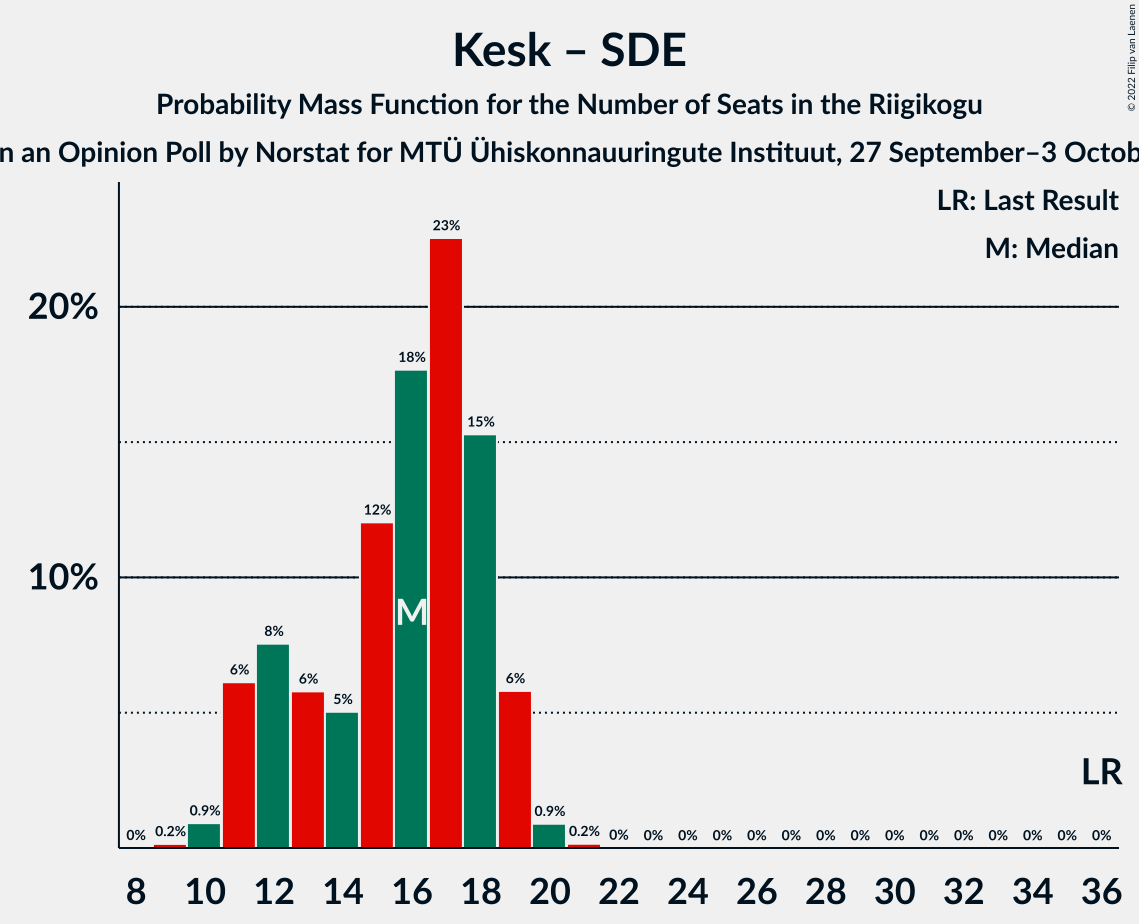 Kesk – SDE
Probability Mass Function for the Number of Seats in the Riigikogu
n an Opinion Poll by Norstat for MTÜ Ühiskonnauuringute Instituut, 27 September–3 Octob
© 2022 Filip van Laenen
LR: Last Result
M: Median
23%
20%
18%
15%
12%
10%
M
8%
6%
6%
5%
6%
LR
0% 0.2% 0.9% 0.9% 0.2% 0% 0% 0% 0% 0% 0% 0% 0% 0% 0% 0% 0% 0% 0% 0%
8 10 12 14 16 18 20 22 24 26 28 30 32 34 36